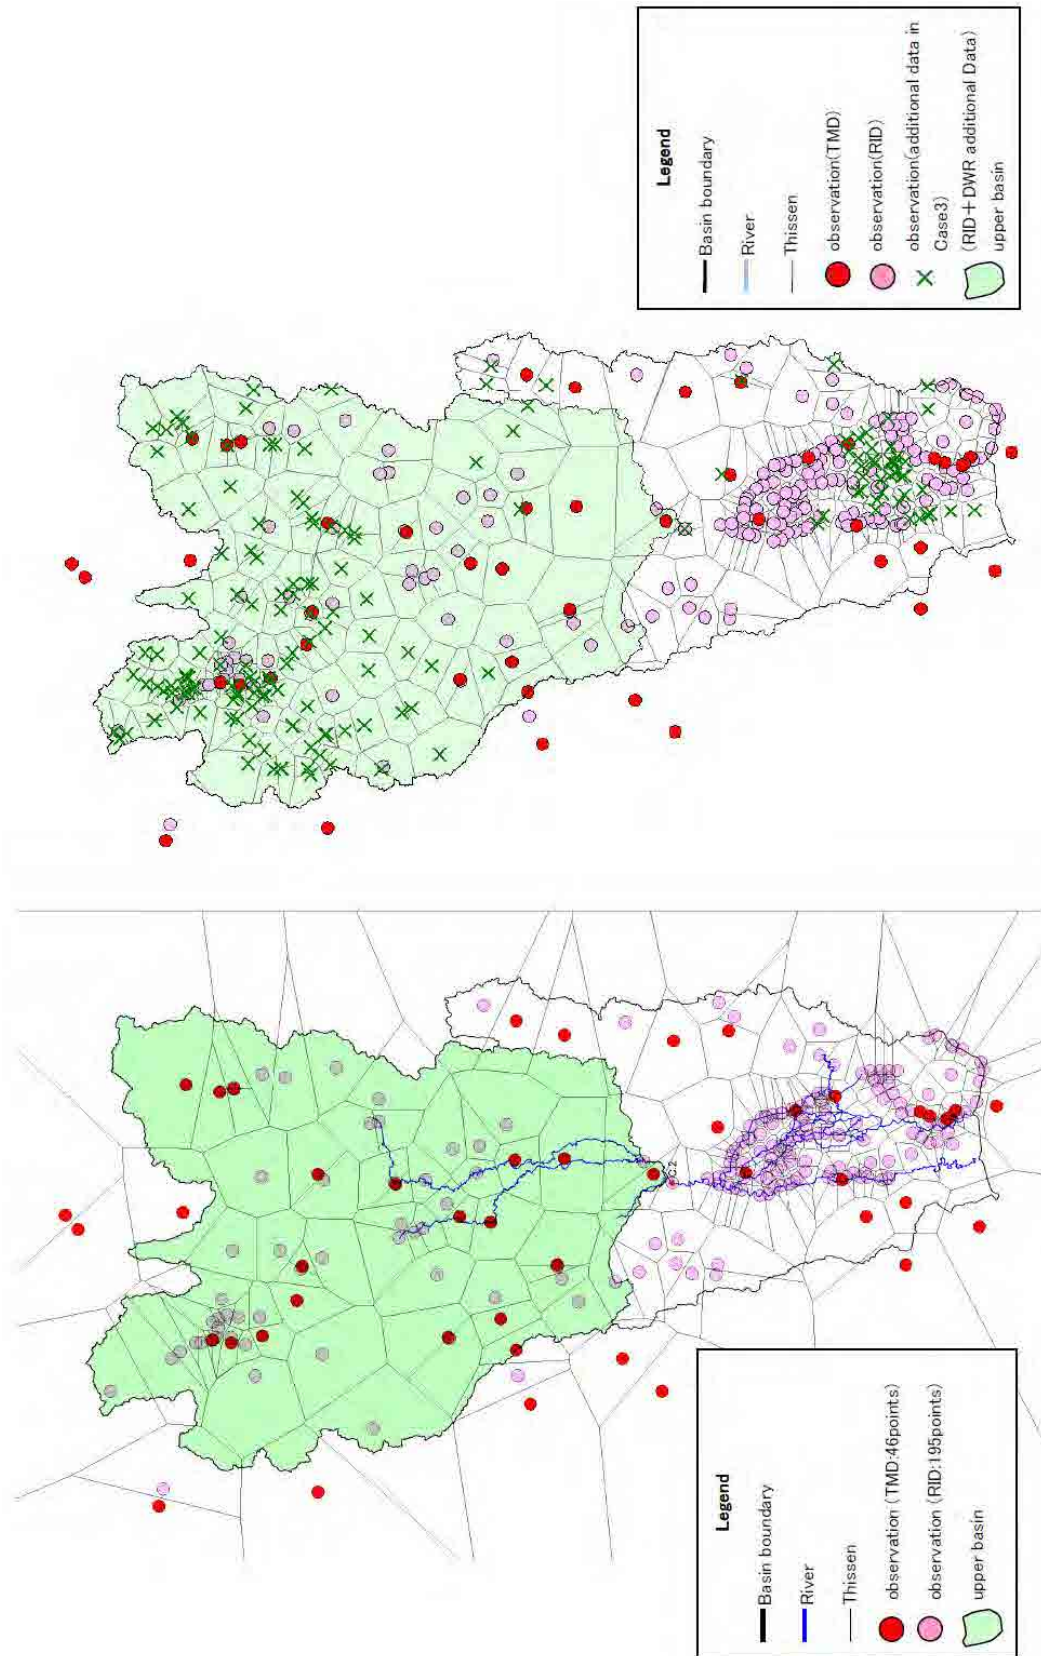 Legend
Basin boundary
River
Thissen
observation(TMD)
observation(RID)
observation(additional data in
Case3)
(RID+DWR additional Data)
upper basin
C.2
Legend
Basin boundary
River
Thissen
observation (TMD:46points)
observation (RID:195points)
upper basin